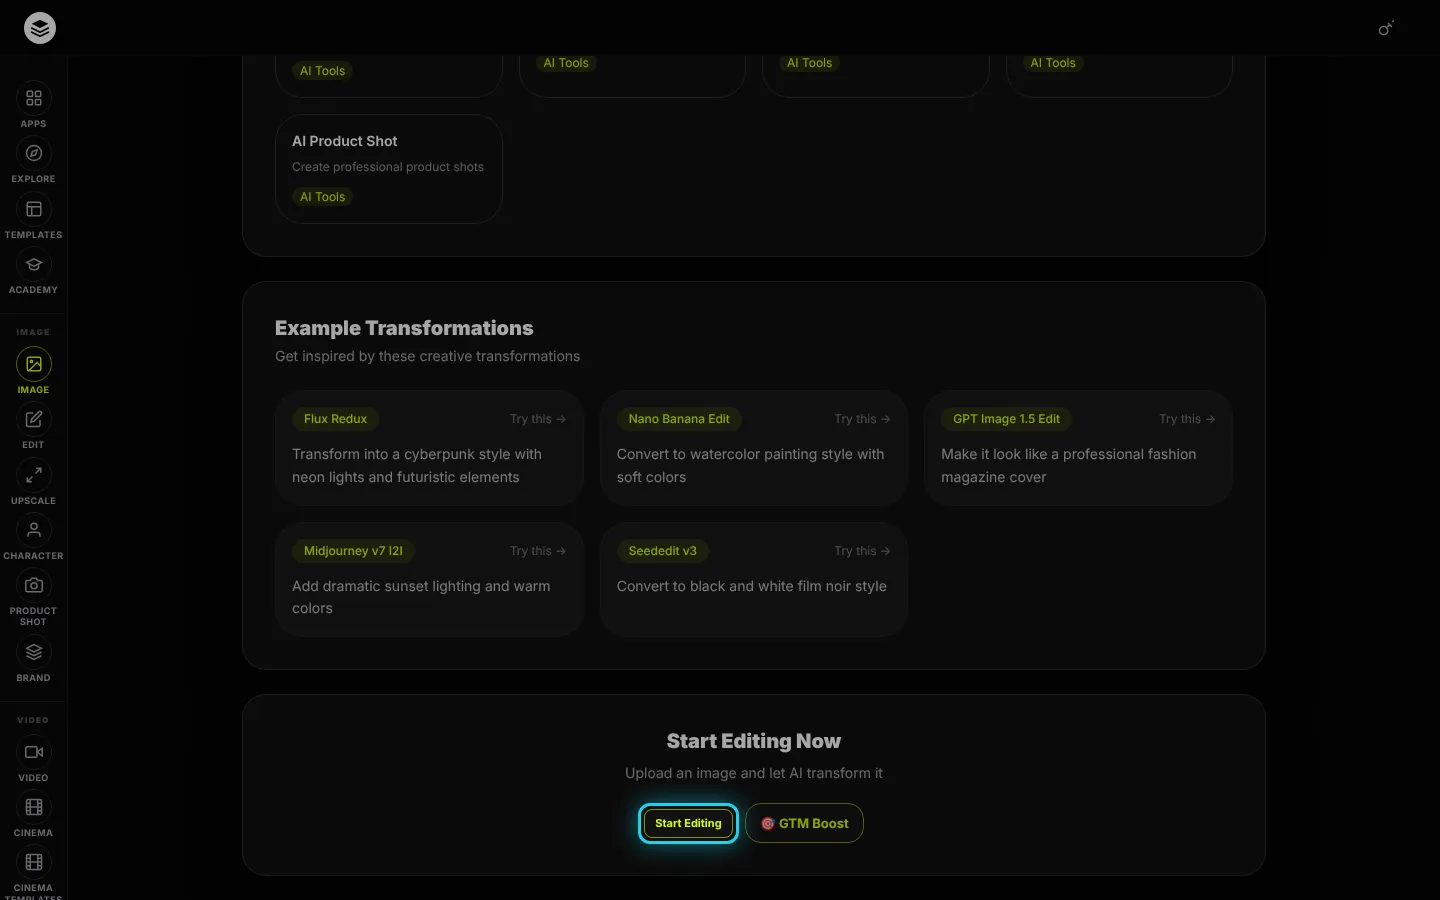 AI Tools
AI Tools
AI Tools
AI Tools
APPS
EXPLORE
TEMPLATES
ACADEMY
IMAGE
IMAGE
EDIT
UPSCALE
CHARACTER
PRODUCT
SHOT
BRAND
VIDEO
VIDEO
CINEMA
CINEMA
TEMPLATES
AI Product Shot
Create professional product shots
AI Tools
Example Transformations
Get inspired by these creative transformations
Flux Redux
Try this →
Transform into a cyberpunk style with
neon lights and futuristic elements
Nano Banana Edit
Try this →
Convert to watercolor painting style with
soft colors
GPT Image 1.5 Edit
Try this →
Make it look like a professional fashion
magazine cover
Midjourney v7 I2I
Try this →
Add dramatic sunset lighting and warm
colors
Seededit v3
Try this →
Convert to black and white film noir style
Start Editing Now
Upload an image and let AI transform it
Start Editing
GTM Boost